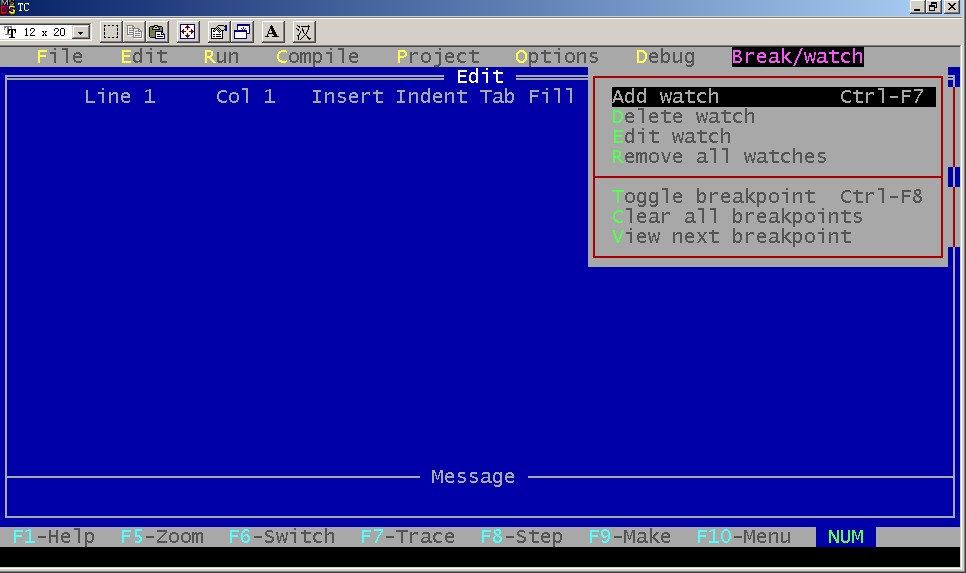 TC
12 x 20
A
汉
File Edit Run Compile Project Options Debug Break/watch
Edit
Line 1 Col 1 Insert Indent Tab Fill
Add watch Ctrl-F7
Delete watch
Edit watch
Remove all watches
Toggle breakpoint Ctrl-F8
Clear all breakpoints
View next breakpoint
Message
F1-Help F5-Zoom F6-Switch F7-Trace F8-Step F9-Make F10-Menu NUM